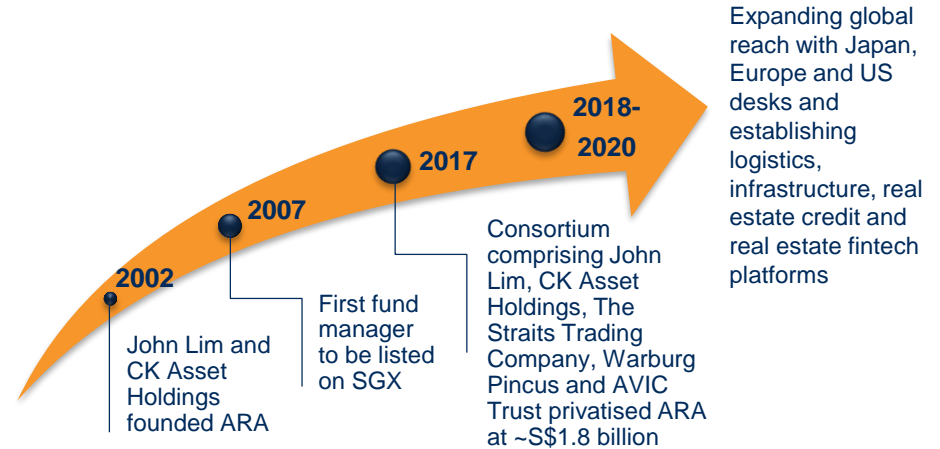 2002
John Lim and
CK Asset
Holdings
founded ARA
2007
First fund
manager
to be listed
on SGX
2017
Consortium
comprising John
Lim, CK Asset
Holdings, The
Straits Trading
Company, Warburg
Pincus and AVIC
Trust privatised ARA
at ~S$1.8 billion
2018-
2020
Expanding global
reach with Japan,
Europe and US
desks and
establishing
logistics,
infrastructure, real
estate credit and
real estate fintech
platforms